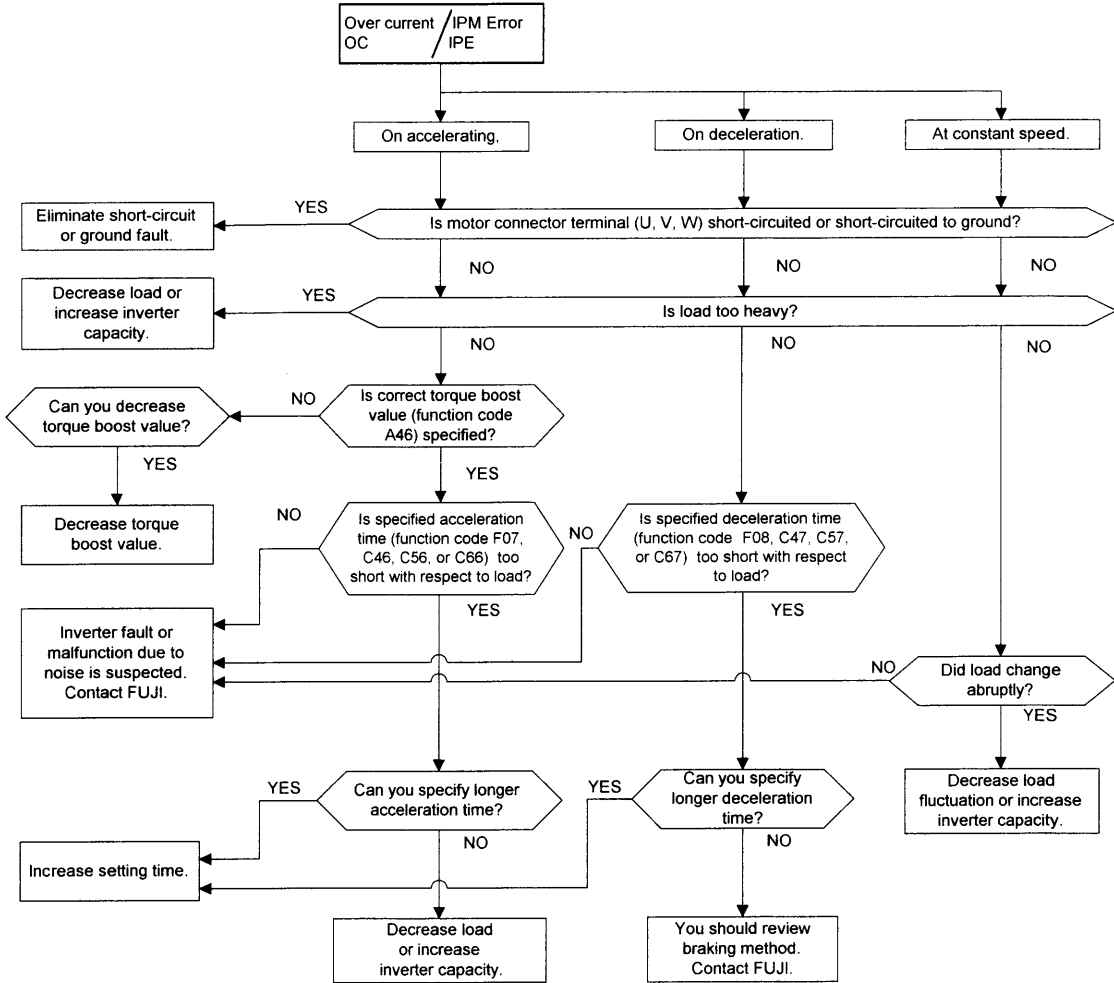 Over current / IPM Error
OC IPE
On accelerating,
On deceleration.
At constant speed.
YES
Eliminate short-circuit
or ground fault.
Is motor connector terminal (U, V, W) short-circuited or short-circuited to ground?
NO
NO
NO
Decrease load or
increase inverter
capacity.
YES
Is load too heavy?
NO
NO
NO
Can you decrease
torque boost value?
NO
Is correct torque boost
value (function code
A46) specified?
YES
YES
Decrease torque
boost value.
NO
Is specified acceleration
time (function code F07,
C46, C56, or C66) too
short with respect to load?
NO
Is specified deceleration time
(function code F08, C47, C57,
or C67) too short with respect
to load?
YES
YES
Inverter fault or
malfunction due to
noise is suspected.
Contact FUJI.
NO
Did load change
abruptly?
YES
YES
Can you specify longer
acceleration time?
YES
Can you specify
longer deceleration
time?
Decrease load
fluctuation or increase
inverter capacity.
NO
NO
Increase setting time.
Decrease load
or increase
inverter capacity.
You should review
braking method.
Contact FUJI.